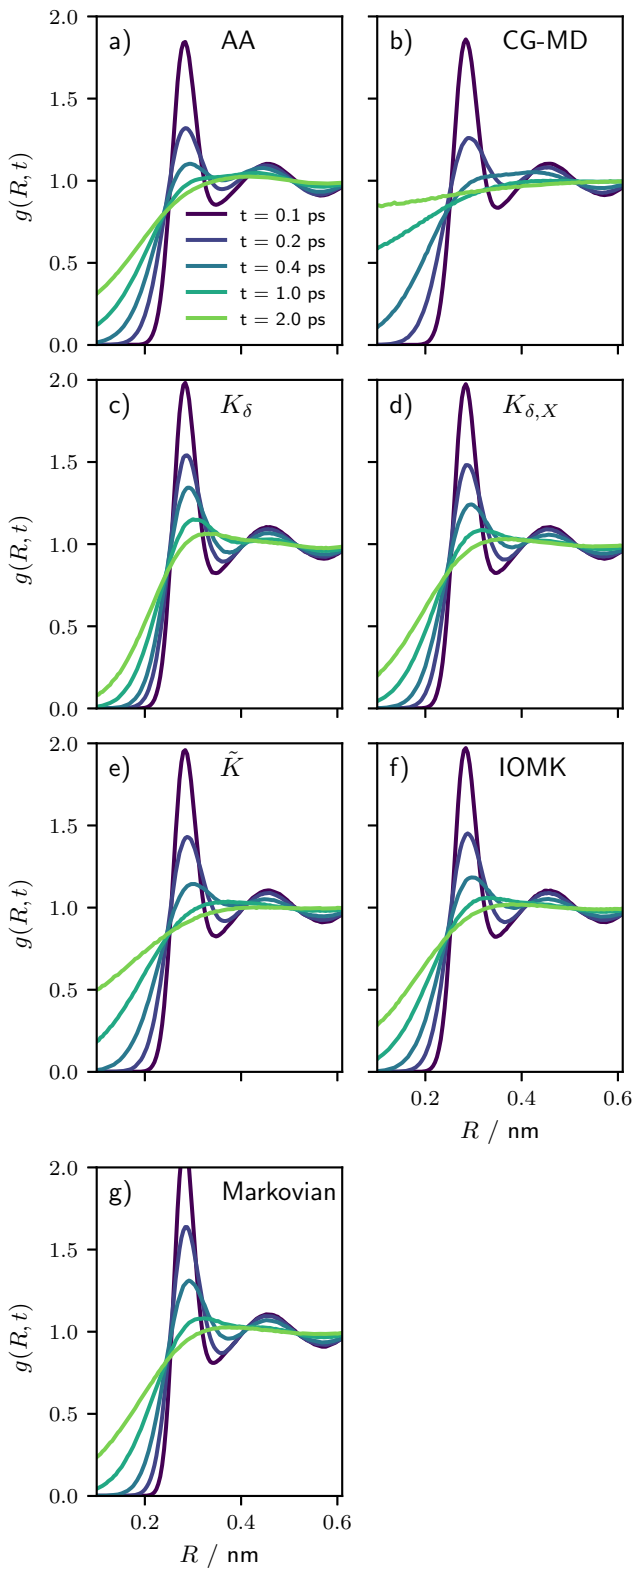 a) AA
b) CG-MD
2.0
1.5
1.0
0.5
0.0
g(R, t)
t = 0.1 ps
t = 0.2 ps
t = 0.4 ps
t = 1.0 ps
t = 2.0 ps
c) K_δ
d) K_{δ,X}
2.0
1.5
1.0
0.5
0.0
g(R, t)
e) K̃
f) IOMK
2.0
1.5
1.0
0.5
0.0
g(R, t)
0.2 0.4 0.6
R / nm
g) Markovian
2.0
1.5
1.0
0.5
0.0
g(R, t)
0.2 0.4 0.6
R / nm